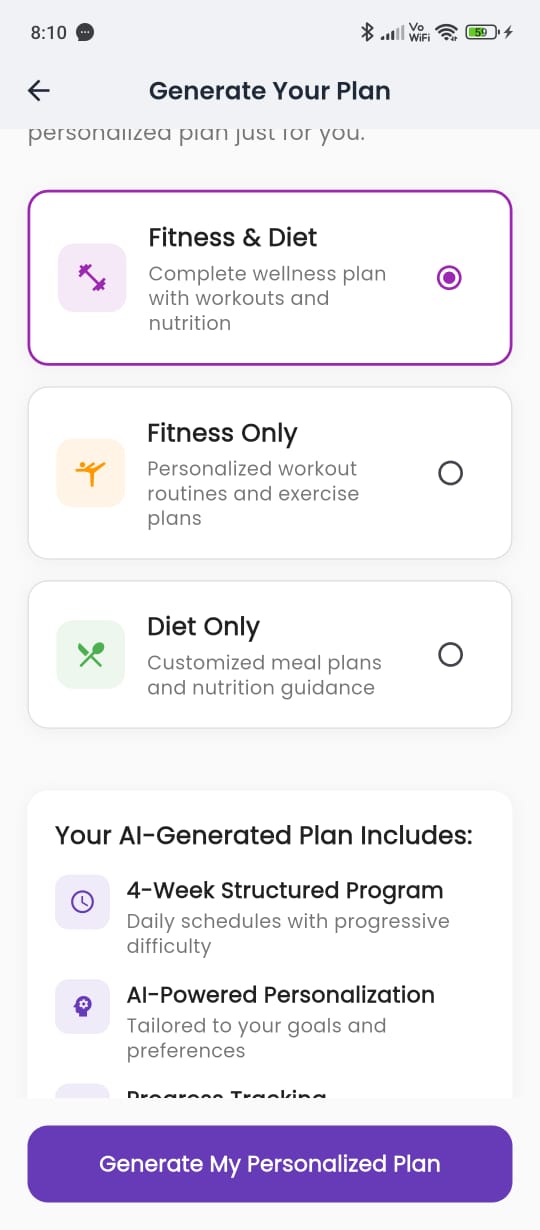 8:10
Vo
WiFi
59
Generate Your Plan
personalized plan just for you.
Fitness & Diet
Complete wellness plan
with workouts and
nutrition
Fitness Only
Personalized workout
routines and exercise
plans
Diet Only
Customized meal plans
and nutrition guidance
Your AI-Generated Plan Includes:
4-Week Structured Program
Daily schedules with progressive
difficulty
AI-Powered Personalization
Tailored to your goals and
preferences
Progress Tracking
Generate My Personalized Plan